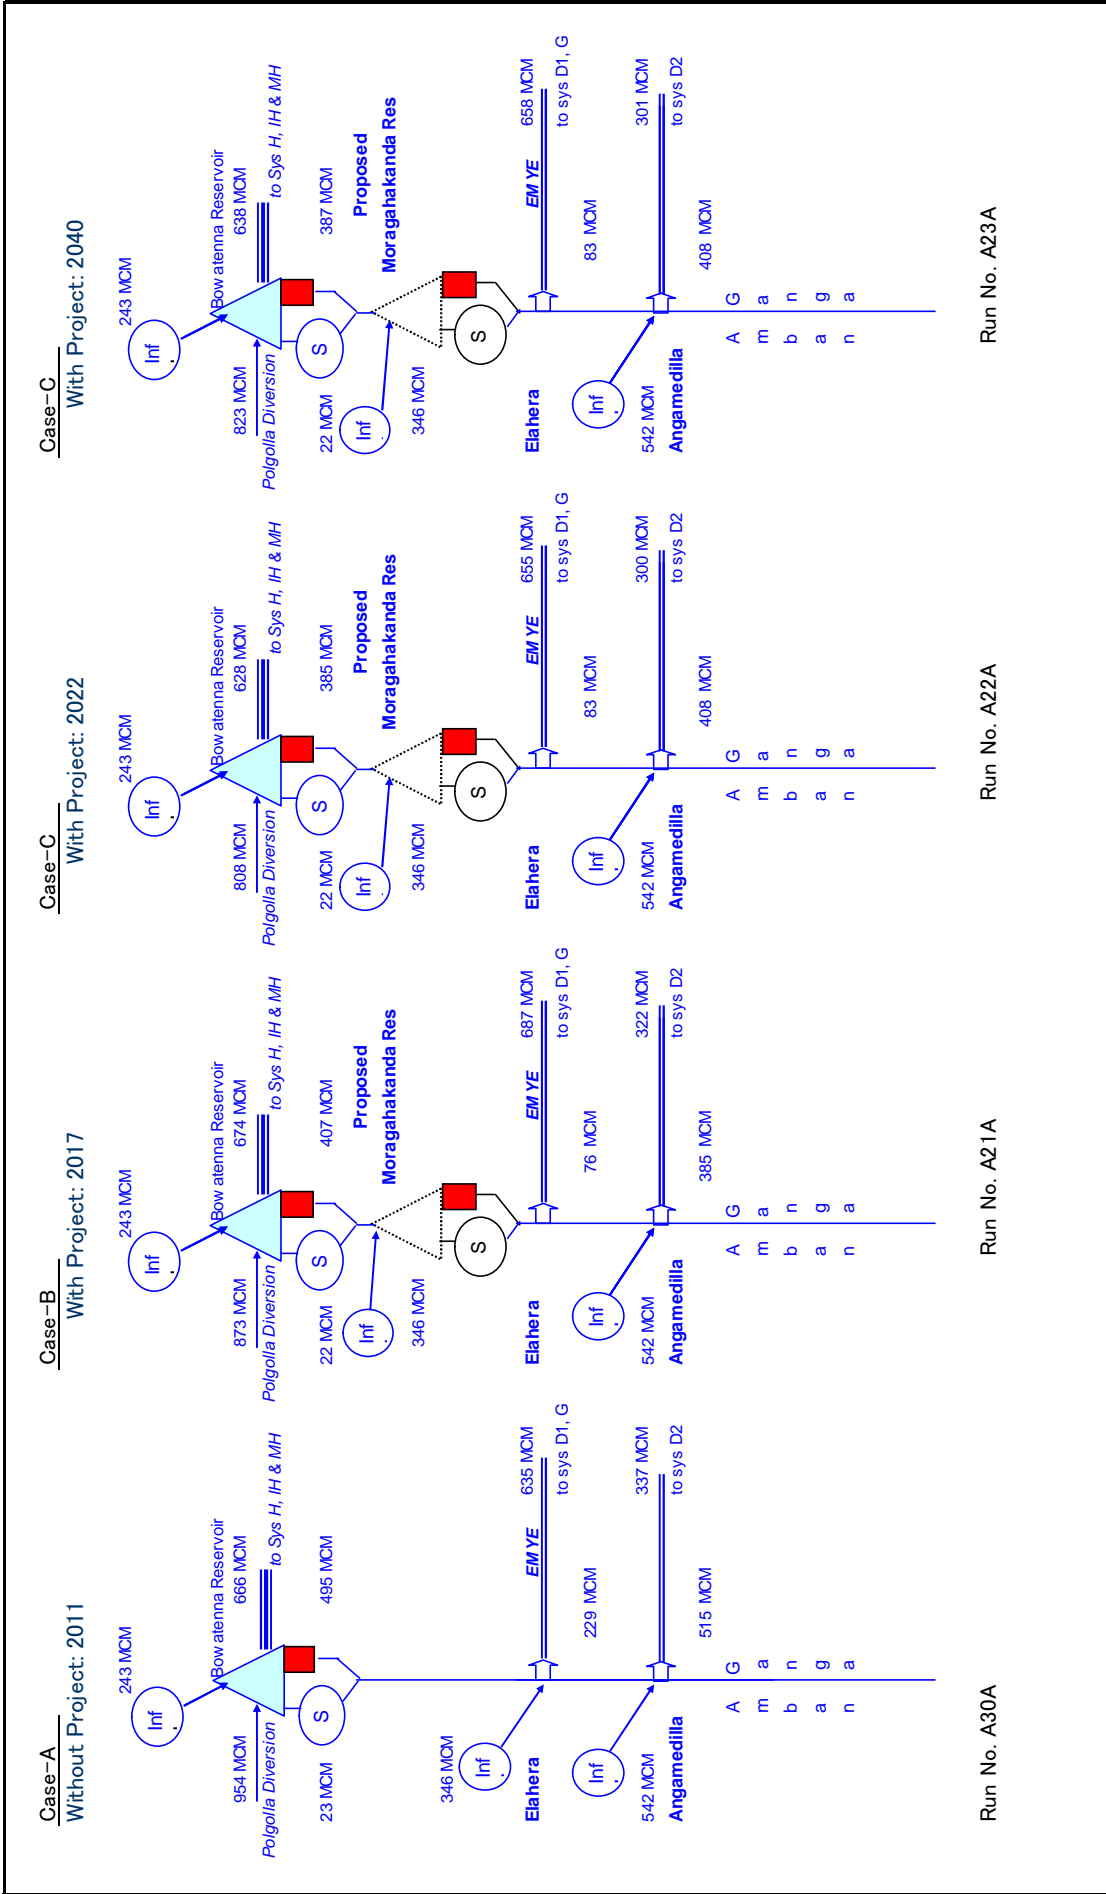 Case-A
Without Project: 2011
243 MCM
Inf
.
Bow atenna Reservoir
954 MCM
666 MCM
Polgolla Diversion
to Sys H, IH & MH
S
23 MCM
495 MCM
346 MCM
Inf
.
Elahera
EMYE
635 MCM
to sys D1, G
229 MCM
Inf
.
542 MCM
Angamedilla
337 MCM
to sys D2
515 MCM
A G
m a
b n
a g
n a
Run No. A30A
Case-B
With Project: 2017
243 MCM
Inf
.
Bow atenna Reservoir
873 MCM
674 MCM
Polgolla Diversion
to Sys H, IH & MH
S
22 MCM
407 MCM
Inf
.
346 MCM
Proposed
Moragahakanda Res
S
Elahera
EM YE
687 MCM
to sys D1, G
76 MCM
Inf
.
542 MCM
Angamedilla
322 MCM
to sys D2
385 MCM
A G
m a
b n
a g
n a
Run No. A21A
Case-C
With Project: 2022
243 MCM
Inf
.
Bow atenna Reservoir
808 MCM
628 MCM
Polgolla Diversion
to Sys H, IH & MH
S
22 MCM
385 MCM
Inf
.
346 MCM
Proposed
Moragahakanda Res
S
Elahera
EM YE
655 MCM
to sys D1, G
83 MCM
Inf
.
542 MCM
Angamedilla
300 MCM
to sys D2
408 MCM
A G
m a
b n
a g
n a
Run No. A22A
Case-C
With Project: 2040
243 MCM
Inf
.
Bow atenna Reservoir
823 MCM
638 MCM
Polgolla Diversion
to Sys H, IH & MH
S
22 MCM
387 MCM
Inf
.
346 MCM
Proposed
Moragahakanda Res
S
Elahera
EM YE
658 MCM
to sys D1, G
83 MCM
Inf
.
542 MCM
Angamedilla
301 MCM
to sys D2
408 MCM
A G
m a
b n
a g
n a
Run No. A23A